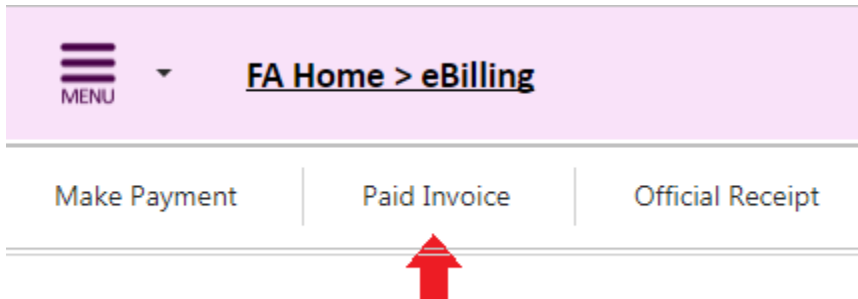 MENU
FA Home > eBilling
Make Payment
Paid Invoice
Official Receipt